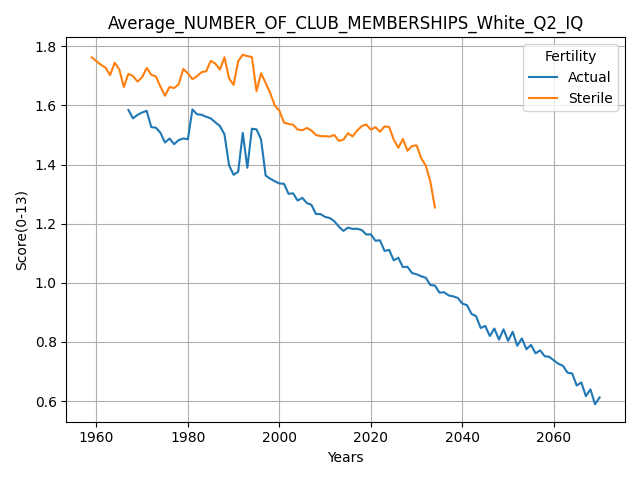 Average_NUMBER_OF_CLUB_MEMBERSHIPS_White_Q2_IQ
Fertility
Actual
Sterile
Score(0-13)
1.8
1.6
1.4
1.2
1.0
0.8
0.6
1960
1980
2000
2020
2040
2060
Years